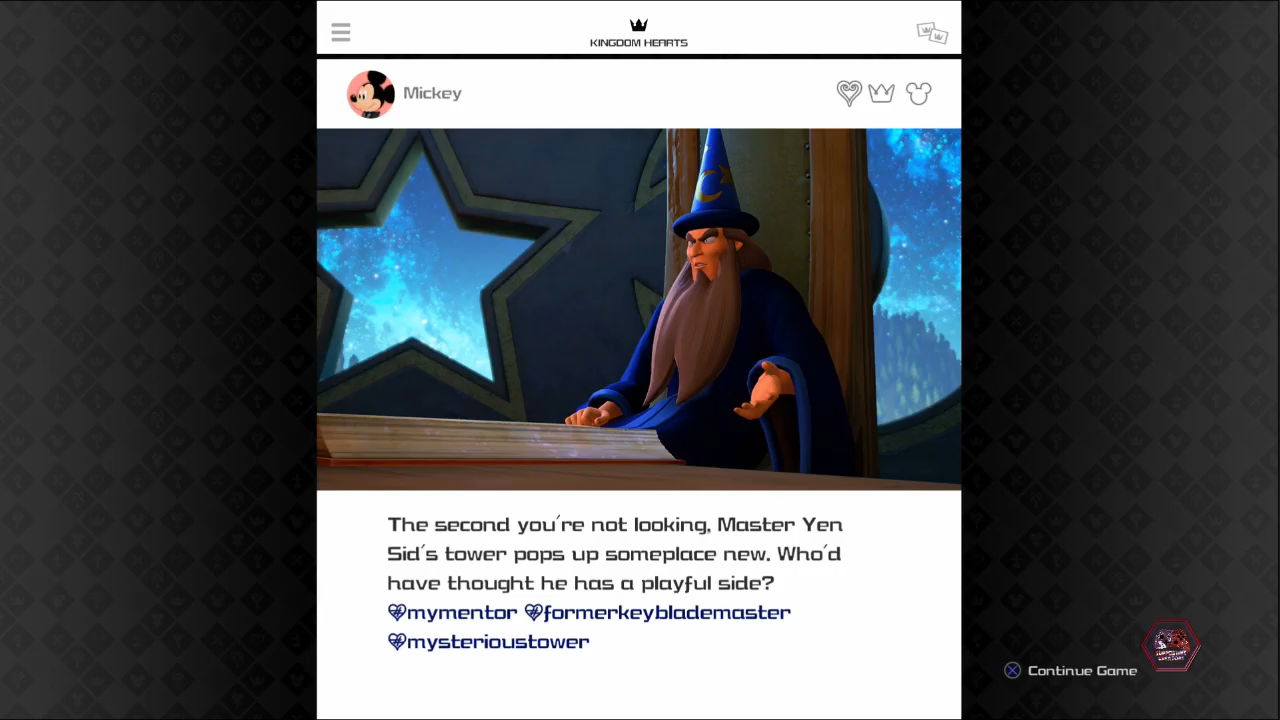 KINGDOM HEARTS
Mickey
The second you're not looking, Master Yen
Sid's tower pops up someplace new. Who'd
have thought he has a playful side?
#mymentor #formerkeyblademaster
#mysterioustower
Continue Game